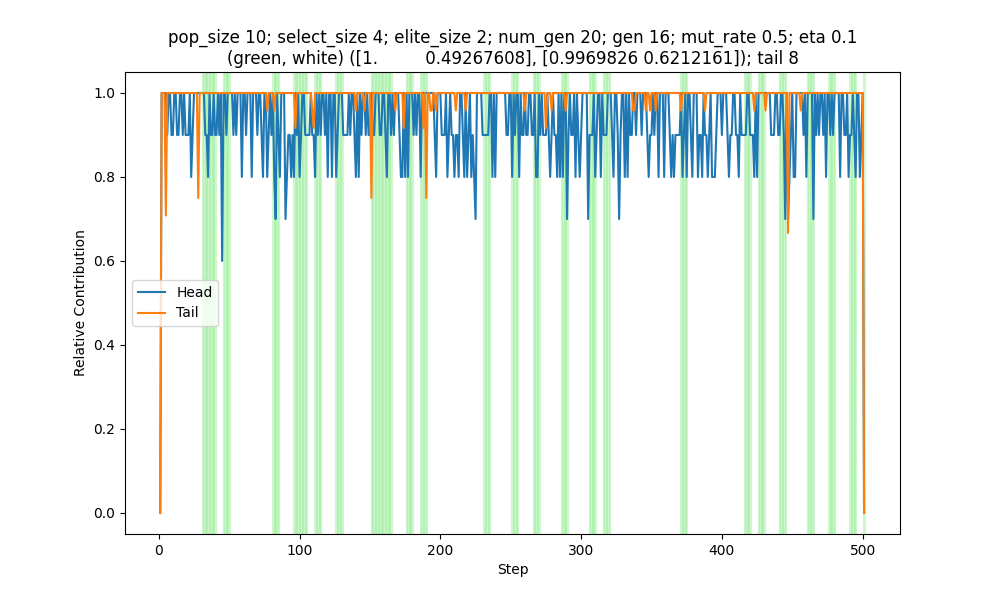 pop_size 10; select_size 4; elite_size 2; num_gen 20; gen 16; mut_rate 0.5; eta 0.1
(green, white) ([1.         0.49267608], [0.9969826 0.6212161]); tail 8
1.0
0.8
0.6
0.4
0.2
0.0
Relative Contribution
Head
Tail
0
100
200
300
400
500
Step